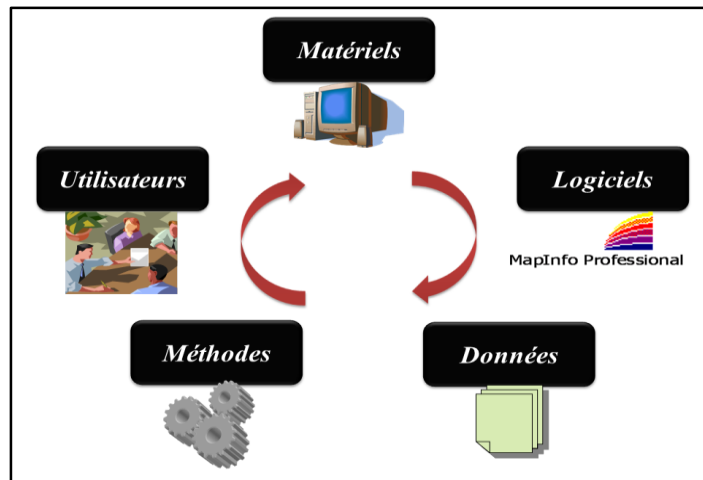 Matériels
Utilisateurs
Logiciels
MapInfo Professional
Méthodes
Données